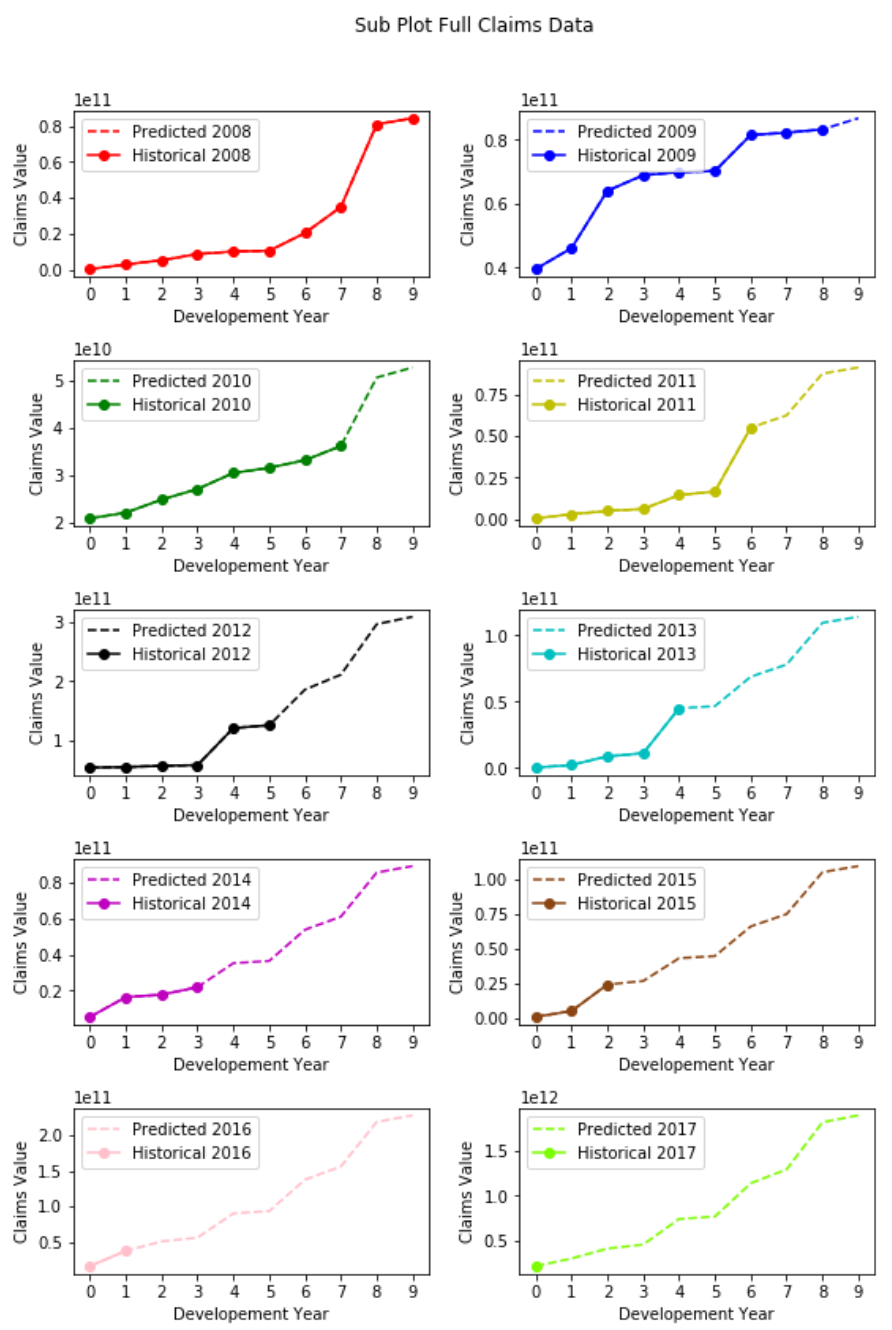 Sub Plot Full Claims Data
1e11
Predicted 2008
Historical 2008
Claims Value
0.8
0.6
0.4
0.2
0.0
0 1 2 3 4 5 6 7 8 9
Developement Year
1e11
Predicted 2009
Historical 2009
Claims Value
0.8
0.6
0.4
0 1 2 3 4 5 6 7 8 9
Developement Year
1e10
Predicted 2010
Historical 2010
Claims Value
5
4
3
2
0 1 2 3 4 5 6 7 8 9
Developement Year
1e11
Predicted 2011
Historical 2011
Claims Value
0.75
0.50
0.25
0.00
0 1 2 3 4 5 6 7 8 9
Developement Year
1e11
Predicted 2012
Historical 2012
Claims Value
3
2
1
0 1 2 3 4 5 6 7 8 9
Developement Year
1e11
Predicted 2013
Historical 2013
Claims Value
1.0
0.5
0.0
0 1 2 3 4 5 6 7 8 9
Developement Year
1e11
Predicted 2014
Historical 2014
Claims Value
0.8
0.6
0.4
0.2
0 1 2 3 4 5 6 7 8 9
Developement Year
1e11
Predicted 2015
Historical 2015
Claims Value
1.00
0.75
0.50
0.25
0.00
0 1 2 3 4 5 6 7 8 9
Developement Year
1e11
Predicted 2016
Historical 2016
Claims Value
2.0
1.5
1.0
0.5
0 1 2 3 4 5 6 7 8 9
Developement Year
1e12
Predicted 2017
Historical 2017
Claims Value
1.5
1.0
0.5
0 1 2 3 4 5 6 7 8 9
Developement Year